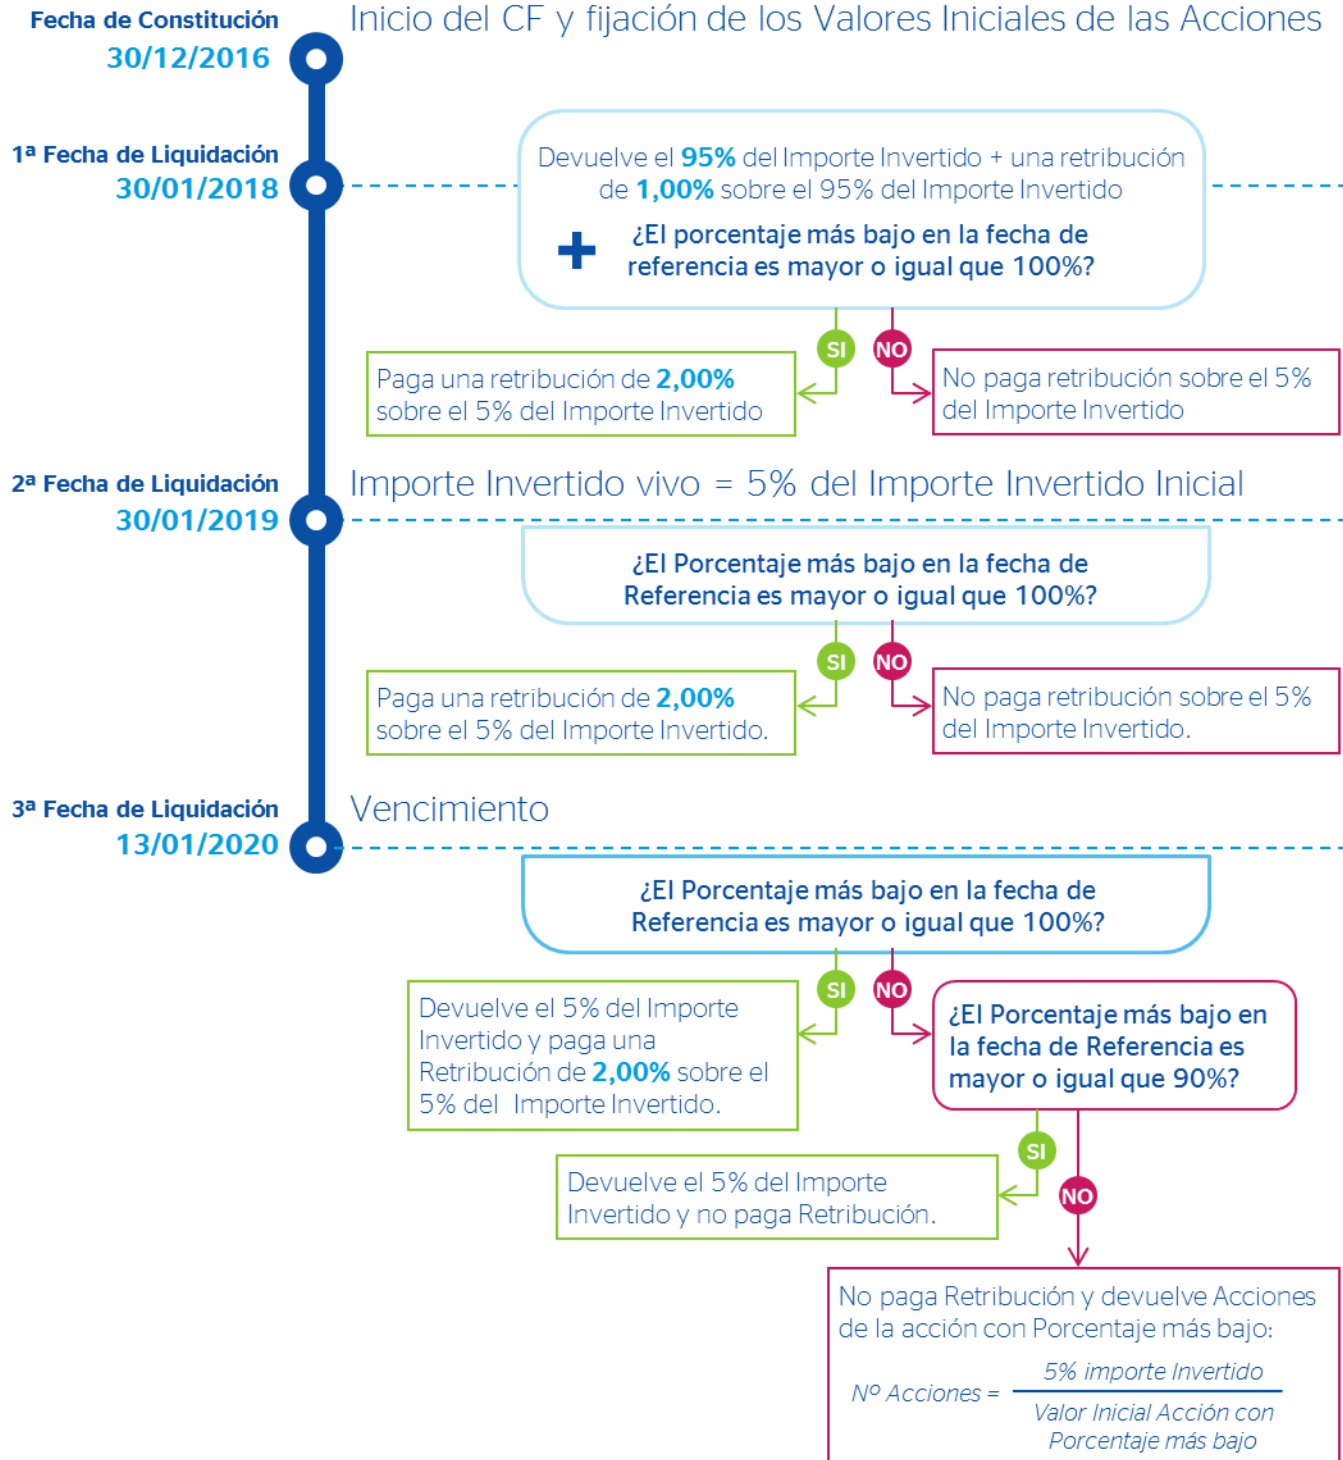 Fecha de Constitución
30/12/2016
Inicio del CF y fijación de los Valores Iniciales de las Acciones
1ª Fecha de Liquidación
30/01/2018
Devuelve el 95% del Importe Invertido + una retribución
de 1,00% sobre el 95% del Importe Invertido
+
¿El porcentaje más bajo en la fecha de
referencia es mayor o igual que 100%?
SI
NO
Paga una retribución de 2,00%
sobre el 5% del Importe Invertido
No paga retribución sobre el 5%
del Importe Invertido
2ª Fecha de Liquidación
30/01/2019
Importe Invertido vivo = 5% del Importe Invertido Inicial
¿El Porcentaje más bajo en la fecha de
Referencia es mayor o igual que 100%?
SI
NO
Paga una retribución de 2,00%
sobre el 5% del Importe Invertido.
No paga retribución sobre el 5%
del Importe Invertido.
3ª Fecha de Liquidación
13/01/2020
Vencimiento
¿El Porcentaje más bajo en la fecha de
Referencia es mayor o igual que 100%?
SI
NO
Devuelve el 5% del Importe
Invertido y paga una
Retribución de 2,00% sobre el
5% del Importe Invertido.
¿El Porcentaje más bajo en
la fecha de Referencia es
mayor o igual que 90%?
SI
NO
Devuelve el 5% del Importe
Invertido y no paga Retribución.
No paga Retribución y devuelve Acciones
de la acción con Porcentaje más bajo:
5% importe Invertido
Nº Acciones =
Valor Inicial Acción con
Porcentaje más bajo